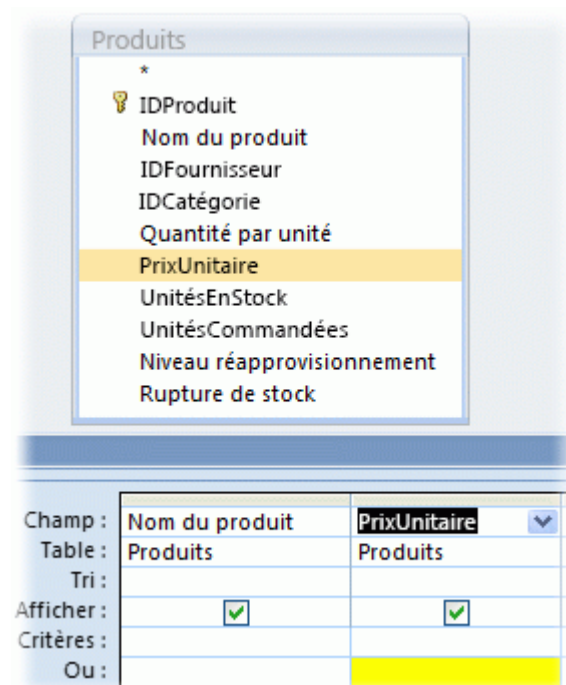 Produits
*
IDProduit
Nom du produit
IDFournisseur
IDCatégorie
Quantité par unité
PrixUnitaire
UnitésEnStock
UnitésCommandées
Niveau réapprovisionnement
Rupture de stock
Champ : Nom du produit PrixUnitaire
Table : Produits Produits
Tri :
Afficher :
Critères :
Ou :